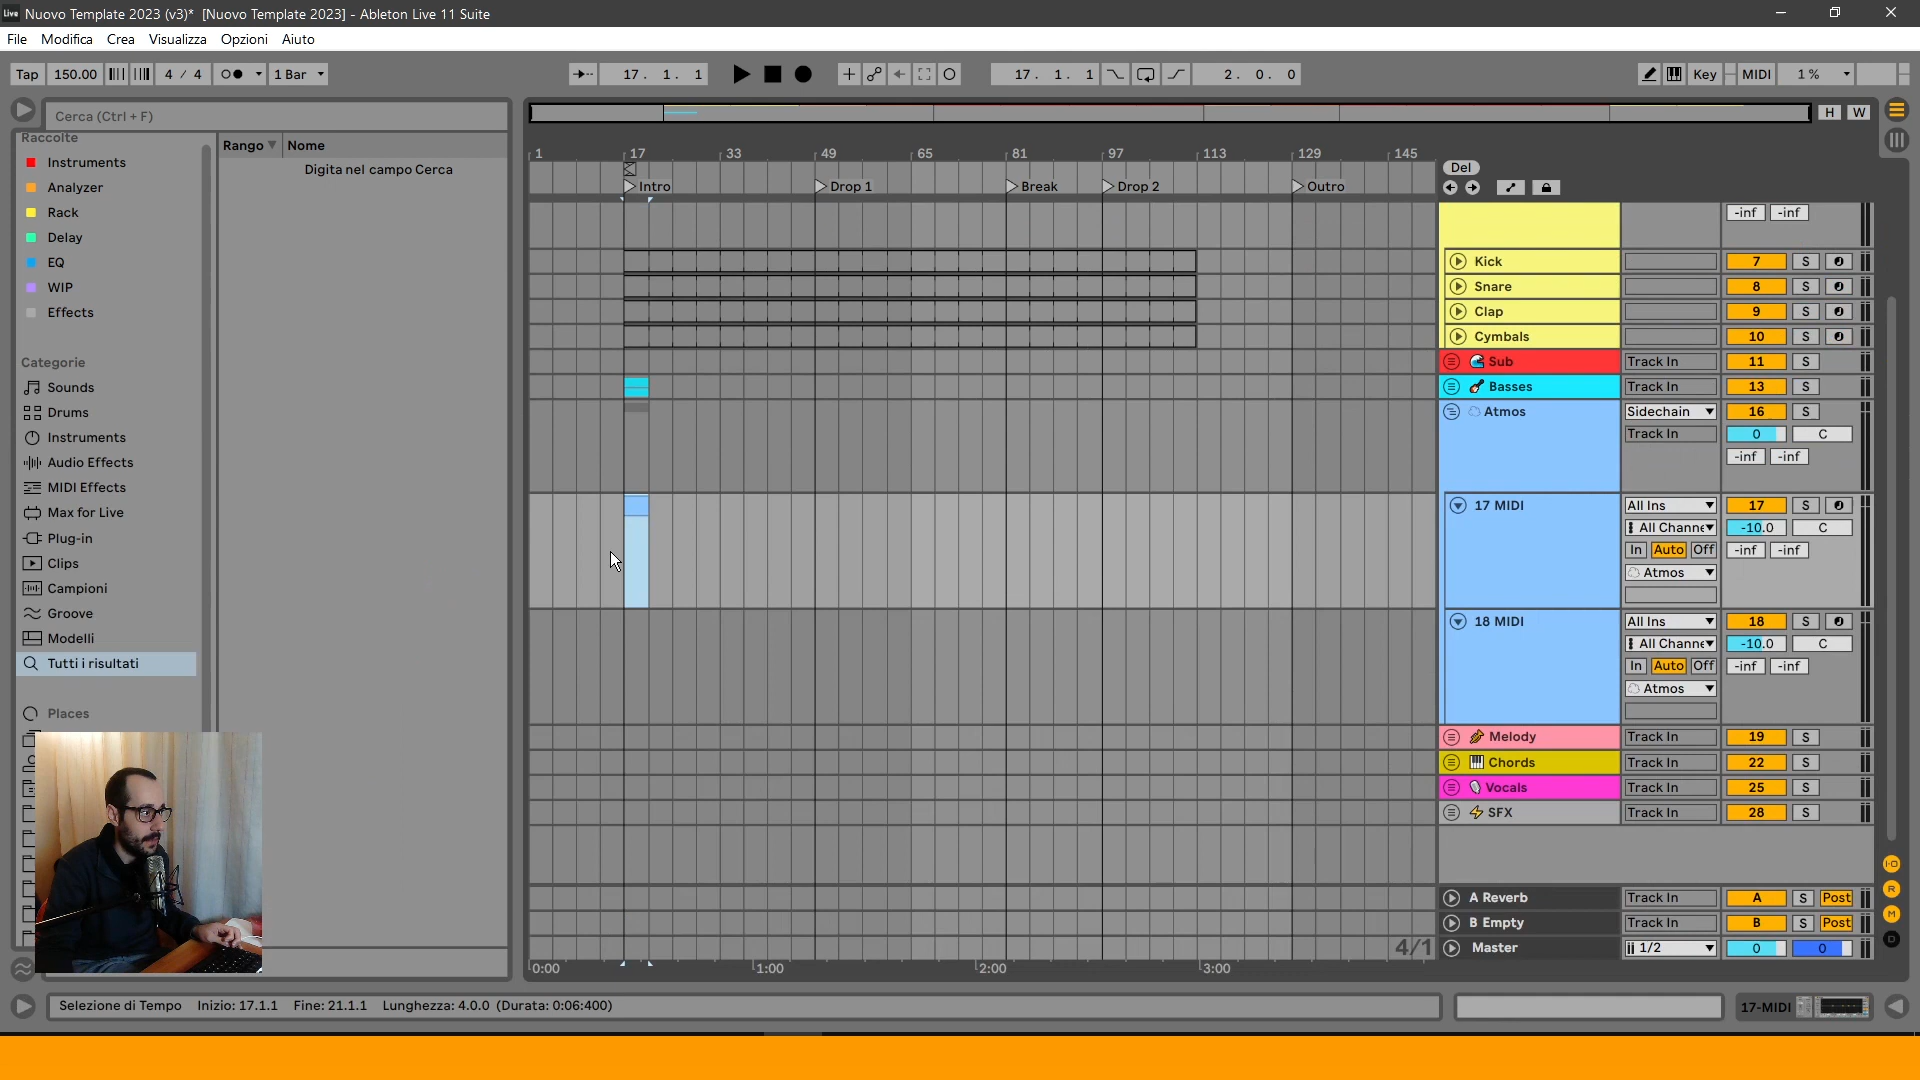 Nuovo Template 2023 (v3)* [Nuovo Template 2023] - Ableton Live 11 Suite
File Modifica Crea Visualizza Opzioni Aiuto
Tap 150.00 4 / 4 1 Bar 17. 1. 1 17. 1. 1 2. 0. 0 Key MIDI 1 %
Cerca (Ctrl + F)
H W
Raccolte
Rango Nome
Digita nel campo Cerca
Instruments
Analyzer
Rack
Delay
EQ
WIP
Effects
Categorie
Sounds
Drums
Instruments
Audio Effects
MIDI Effects
Max for Live
Plug-in
Clips
Campioni
Groove
Modelli
Tutti i risultati
Places
1 17 33 49 65 81 97 113 129 145
Del
Intro Drop 1 Break Drop 2 Outro
-inf -inf
Kick 7 S
Snare 8 S
Clap 9 S
Cymbals 10 S
Sub Track In 11 S
Basses Track In 13 S
Atmos Sidechain 16 S
Track In 0 C
-inf -inf
17 MIDI All Ins 17 S
All Channe -10.0 C
In Auto Off -inf -inf
Atmos
18 MIDI All Ins 18 S
All Channe -10.0 C
In Auto Off -inf -inf
Atmos
Melody Track In 19 S
Chords Track In 22 S
Vocals Track In 25 S
SFX Track In 28 S
A Reverb Track In A S Post
B Empty Track In B S Post
4/1 Master 1/2 0 0
0:00 1:00 2:00 3:00
I-O
R
M
D
Selezione di Tempo Inizio: 17.1.1 Fine: 21.1.1 Lunghezza: 4.0.0 (Durata: 0:06:400)
17-MIDI